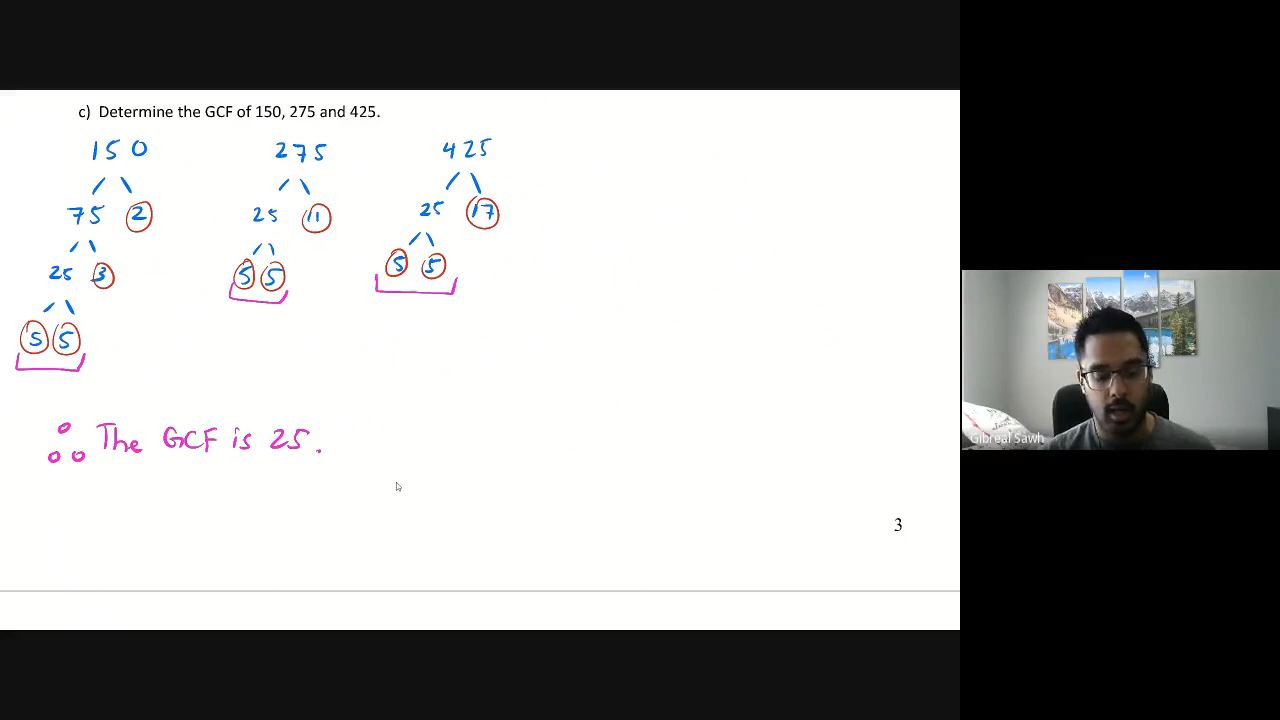 c) Determine the GCF of 150, 275 and 425.
150 275 425
75 2 25 11 25 17
25 3 5 5 5 5
5 5
∴ The GCF is 25.
3
Gibreal Sawh